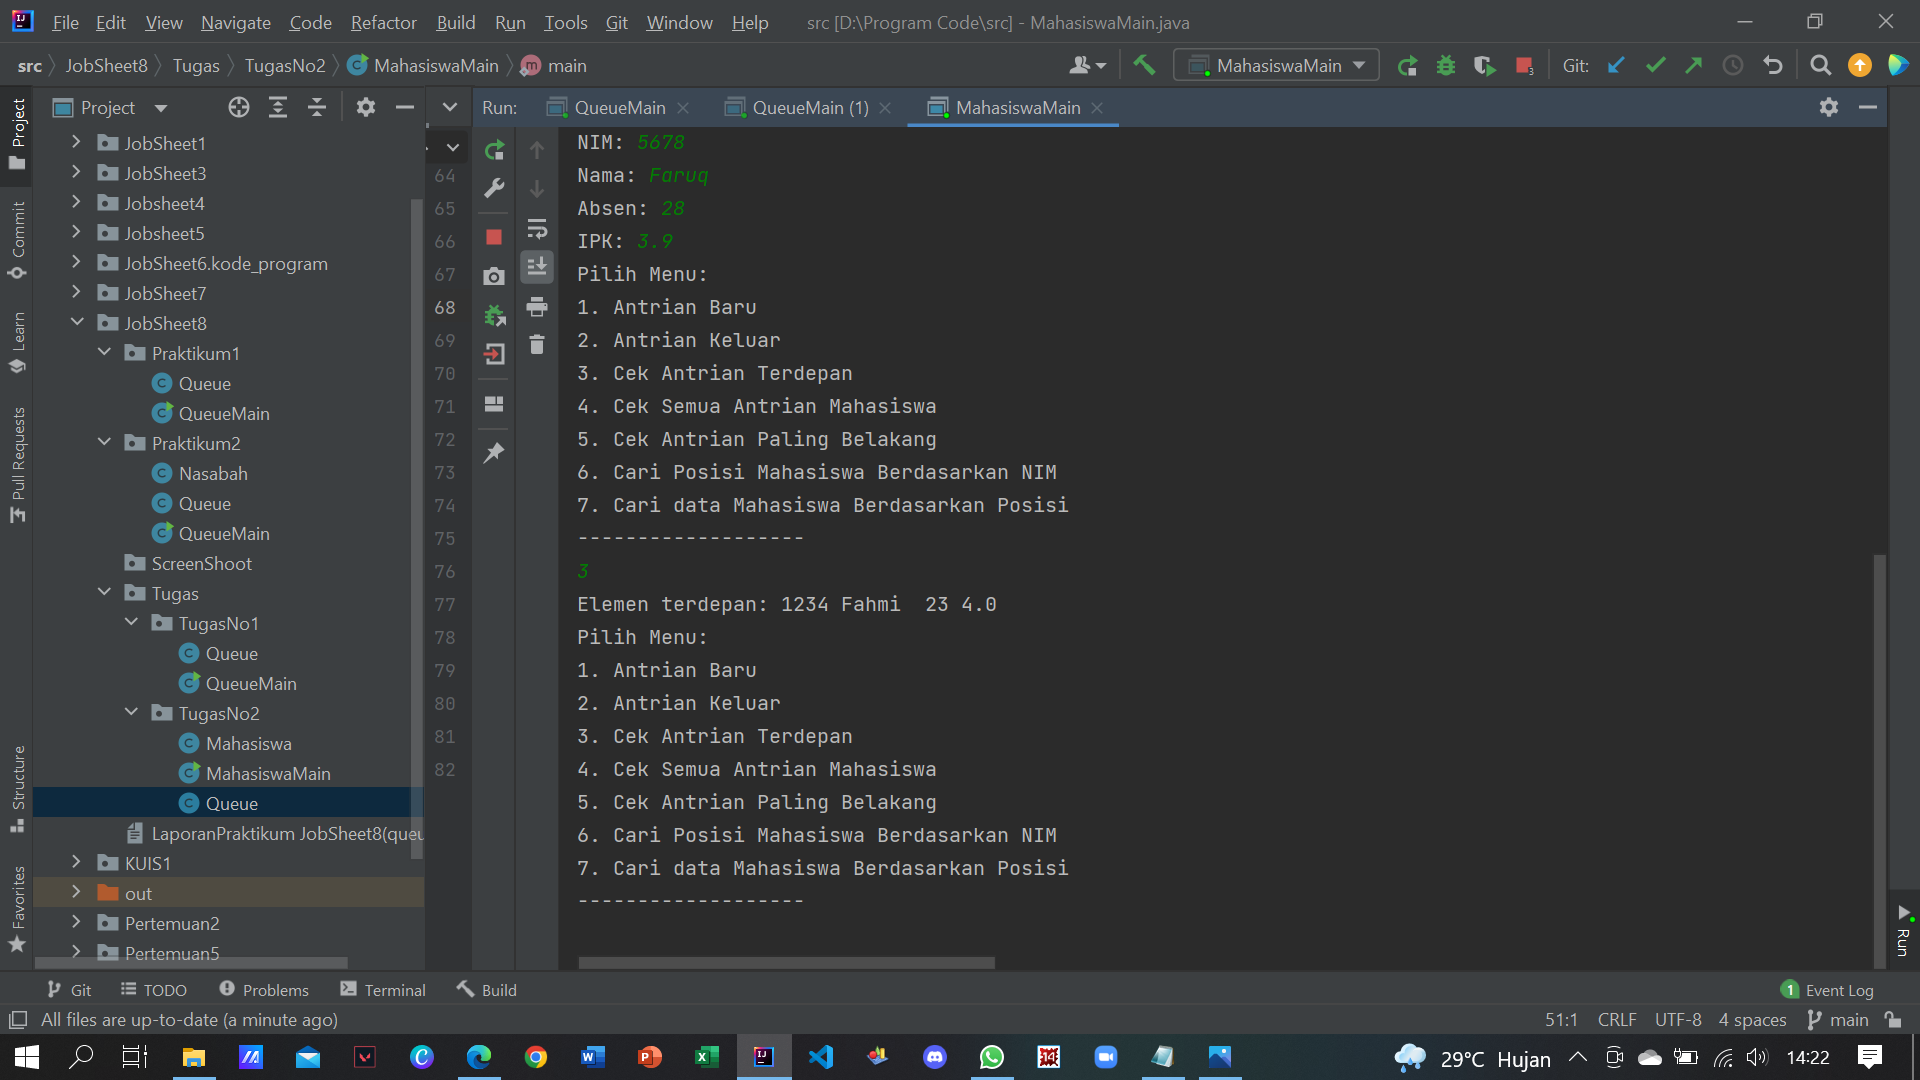 File Edit View Navigate Code Refactor Build Run Tools Git Window Help src [D:\Program Code\src] - MahasiswaMain.java
src JobSheet8 Tugas TugasNo2 MahasiswaMain main MahasiswaMain Git:
Project Run: QueueMain QueueMain (1) MahasiswaMain
Project
Commit
Learn
Pull Requests
Structure
Favorites
JobSheet1
JobSheet3
Jobsheet4
Jobsheet5
JobSheet6.kode_program
JobSheet7
JobSheet8
Praktikum1
Queue
QueueMain
Praktikum2
Nasabah
Queue
QueueMain
ScreenShoot
Tugas
TugasNo1
Queue
QueueMain
TugasNo2
Mahasiswa
MahasiswaMain
Queue
LaporanPraktikum JobSheet8(queu
KUIS1
out
Pertemuan2
Pertemuan5
64
65
66
67
68
69
70
71
72
73
74
75
76
77
78
79
80
81
82
NIM: 5678
Nama: Faruq
Absen: 28
IPK: 3.9
Pilih Menu:
1. Antrian Baru
2. Antrian Keluar
3. Cek Antrian Terdepan
4. Cek Semua Antrian Mahasiswa
5. Cek Antrian Paling Belakang
6. Cari Posisi Mahasiswa Berdasarkan NIM
7. Cari data Mahasiswa Berdasarkan Posisi
-------------------
3
Elemen terdepan: 1234 Fahmi  23 4.0
Pilih Menu:
1. Antrian Baru
2. Antrian Keluar
3. Cek Antrian Terdepan
4. Cek Semua Antrian Mahasiswa
5. Cek Antrian Paling Belakang
6. Cari Posisi Mahasiswa Berdasarkan NIM
7. Cari data Mahasiswa Berdasarkan Posisi
-------------------
Run
Git TODO Problems Terminal Build 1 Event Log
All files are up-to-date (a minute ago) 51:1 CRLF UTF-8 4 spaces main
29°C Hujan 14:22